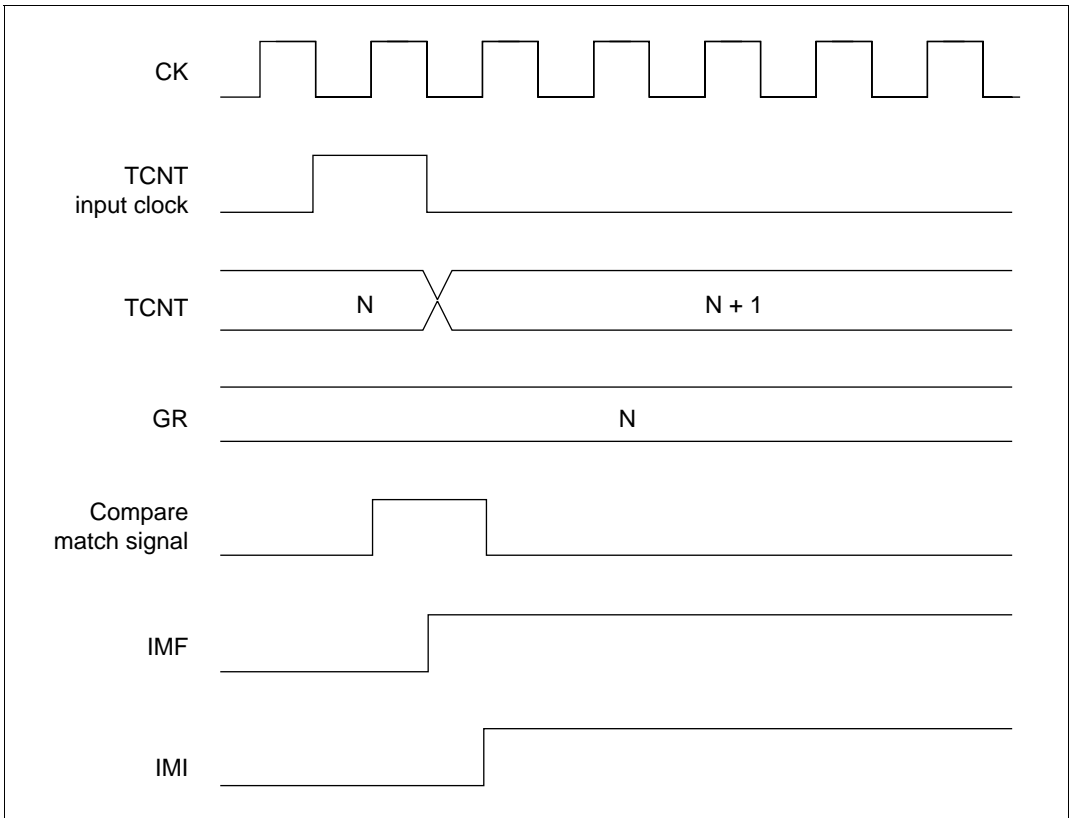 CK
TCNT
input clock
TCNT
N
N + 1
GR
N
Compare
match signal
IMF
IMI